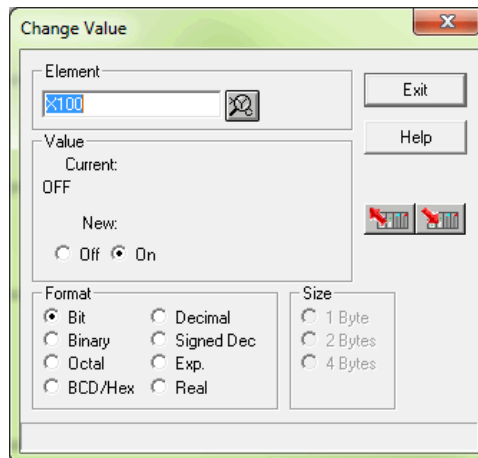 Change Value
Element
X100
Exit
Help
Value
Current:
OFF
New:
Off On
Format
Bit Decimal
Binary Signed Dec
Octal Exp.
BCD/Hex Real
Size
1 Byte
2 Bytes
4 Bytes